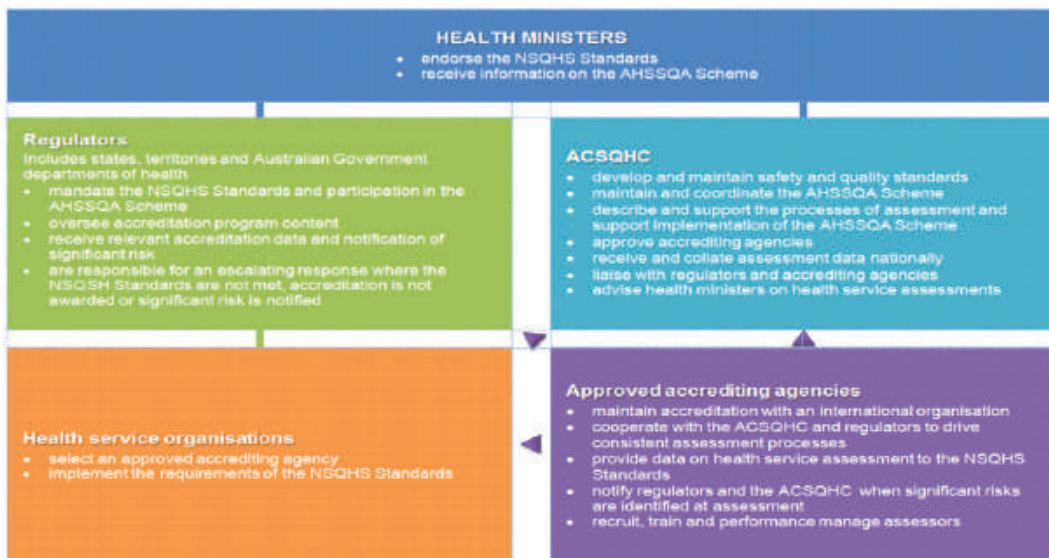 HEALTH MINISTERS
• endorse the NSQHS Standards
• receive information on the AHSSQA Scheme
Regulators
Includes states, territories and Australian Government
departments of health
• mandate the NSQHS Standards and participation in the
AHSSQA Scheme
• oversee accreditation program content
• receive relevant accreditation data and notification of
significant risk
• are responsible for an escalating response where the
NSQSH Standards are not met, accreditation is not
awarded or significant risk is notified
ACSQHC
• develop and maintain safety and quality standards
• maintain and coordinate the AHSSQA Scheme
• describe and support the processes of assessment and
support implementation of the AHSSQA Scheme
• approve accrediting agencies
• receive and collate assessment data nationally
• liaise with regulators and accrediting agencies
• advise health ministers on health service assessments
Health service organisations
• select an approved accrediting agency
• implement the requirements of the NSQHS Standards
Approved accrediting agencies
• maintain accreditation with an international organisation
• cooperate with the ACSQHC and regulators to drive
consistent assessment processes
• provide data on health service assessment to the NSQHS
Standards
• notify regulators and the ACSQHC when significant risks
are identified at assessment
• recruit, train and performance manage assessors